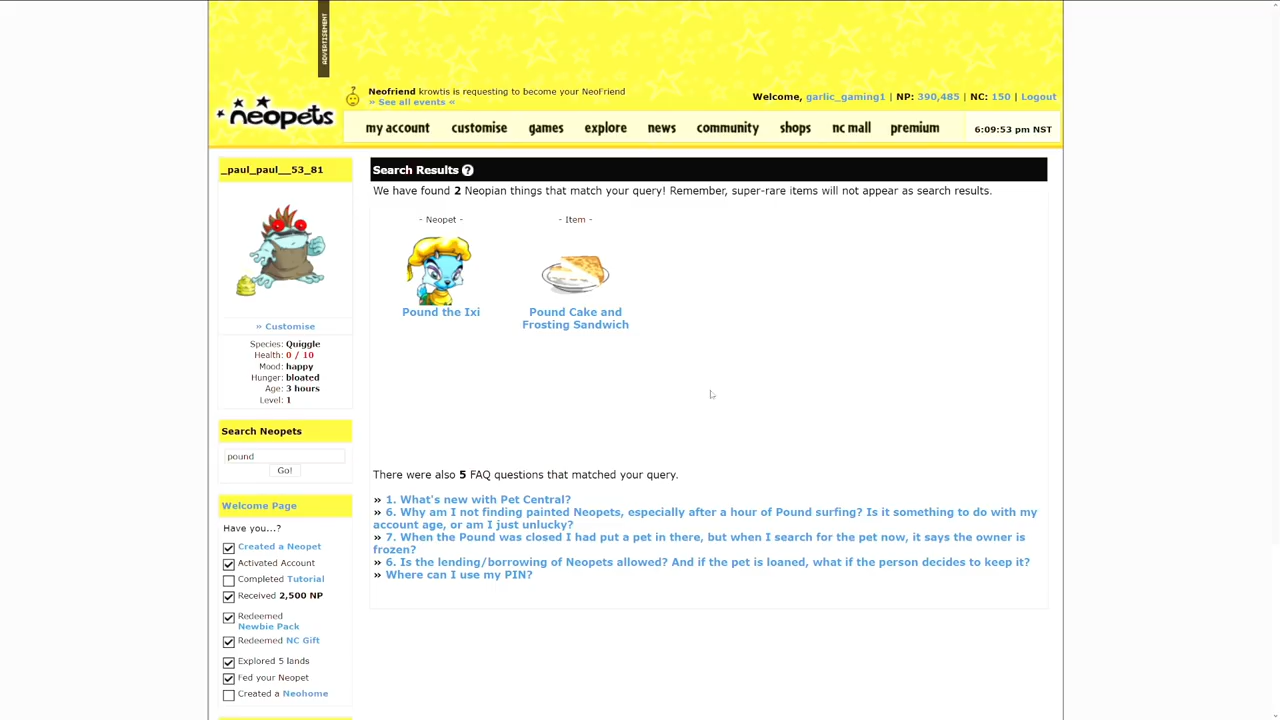 ADVERTISEMENT
Neofriend krowtis is requesting to become your NeoFriend
» See all events «
Welcome, garlic_gaming1 | NP: 390,485 | NC: 150 | Logout
neopets
my account customise games explore news community shops nc mall premium 6:09:53 pm NST
_paul_paul__53_81
» Customise
Species: Quiggle
Health: 0 / 10
Mood: happy
Hunger: bloated
Age: 3 hours
Level: 1
Search Neopets
pound
Go!
Welcome Page
Have you...?
Created a Neopet
Activated Account
Completed Tutorial
Received 2,500 NP
Redeemed
Newbie Pack
Redeemed NC Gift
Explored 5 lands
Fed your Neopet
Created a Neohome
Search Results ?
We have found 2 Neopian things that match your query! Remember, super-rare items will not appear as search results.
- Neopet -
Pound the Ixi
- Item -
Pound Cake and
Frosting Sandwich
There were also 5 FAQ questions that matched your query.
» 1. What's new with Pet Central?
» 6. Why am I not finding painted Neopets, especially after a hour of Pound surfing? Is it something to do with my
account age, or am I just unlucky?
» 7. When the Pound was closed I had put a pet in there, but when I search for the pet now, it says the owner is
frozen?
» 6. Is the lending/borrowing of Neopets allowed? And if the pet is loaned, what if the person decides to keep it?
» Where can I use my PIN?